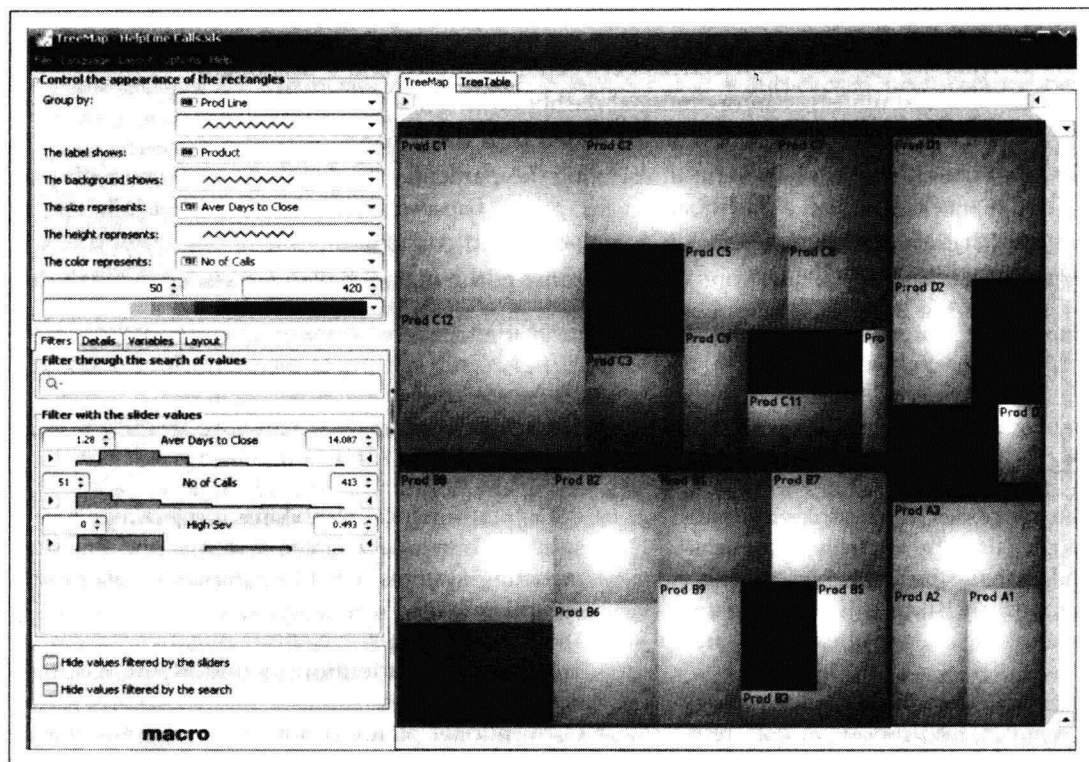 TreeMap - HelpLine Calls.xls
File Language Layout Options Help
Control the appearance of the rectangles
Group by:
Prod Line
The label shows:
Product
The background shows:
The size represents:
Aver Days to Close
The height represents:
The color represents:
No of Calls
50
420
Filters
Details
Variables
Layout
Filter through the search of values
Filter with the slider values
1.28
Aver Days to Close
14.087
51
No of Calls
413
0
High Sev
0.493
Hide values filtered by the sliders
Hide values filtered by the search
macro
TreeMap
TreeTable
Prod C1
Prod C2
Prod D1
Prod C5
Prod D2
Prod C12
Prod C3
Pro
Prod C11
Prod D
Prod B8
Prod B2
Prod B7
Prod A3
Prod B6
Prod B9
Prod B5
Prod A2
Prod A1
Prod B3